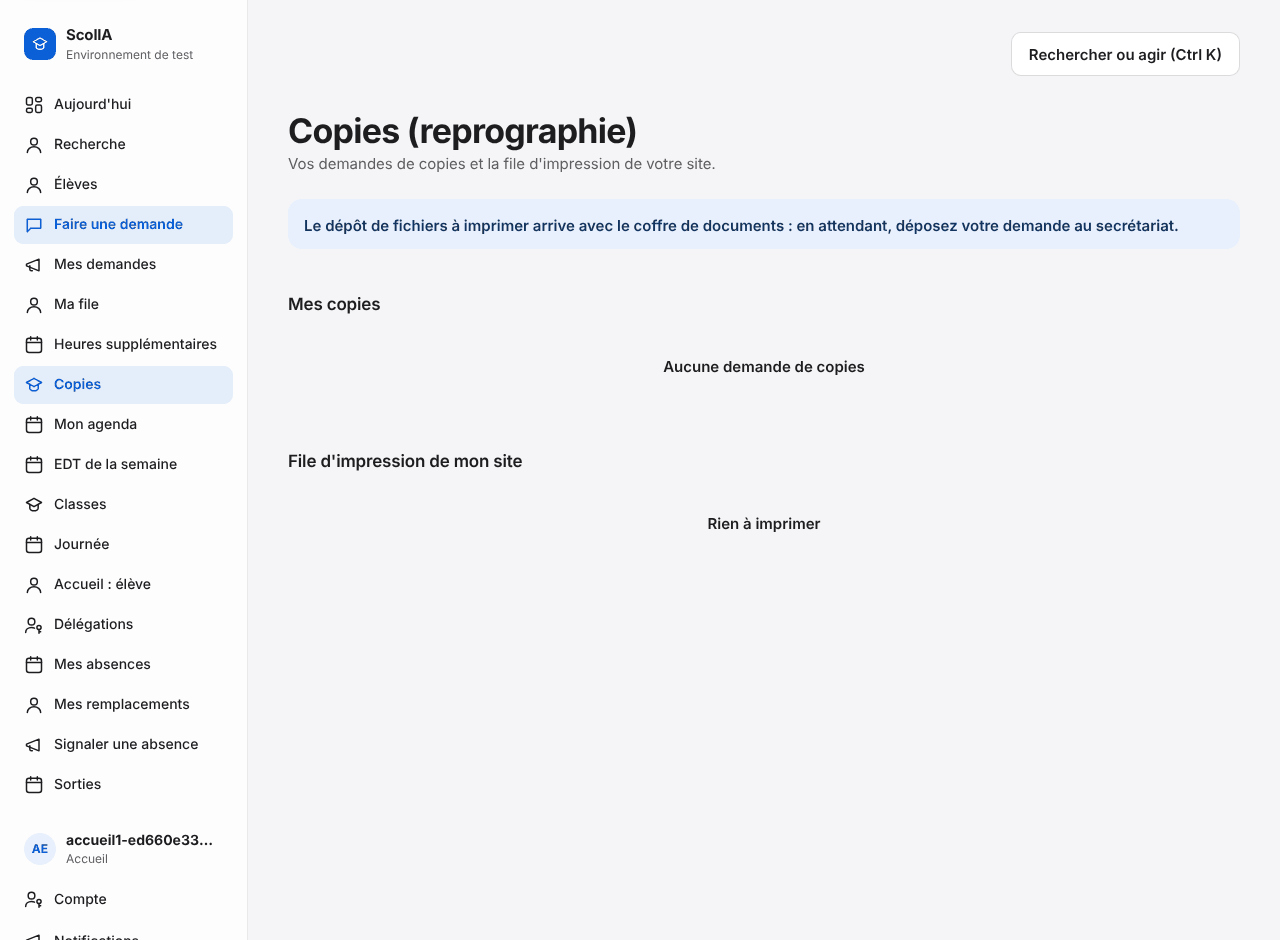 ScolIA
Environnement de test
Aujourd'hui
Recherche
Élèves
Faire une demande
Mes demandes
Ma file
Heures supplémentaires
Copies
Mon agenda
EDT de la semaine
Classes
Journée
Accueil : élève
Délégations
Mes absences
Mes remplacements
Signaler une absence
Sorties
AE
accueil1-ed660e33...
Accueil
Compte
Notifications
Rechercher ou agir (Ctrl K)
Copies (reprographie)
Vos demandes de copies et la file d'impression de votre site.
Le dépôt de fichiers à imprimer arrive avec le coffre de documents : en attendant, déposez votre demande au secrétariat.
Mes copies
Aucune demande de copies
File d'impression de mon site
Rien à imprimer